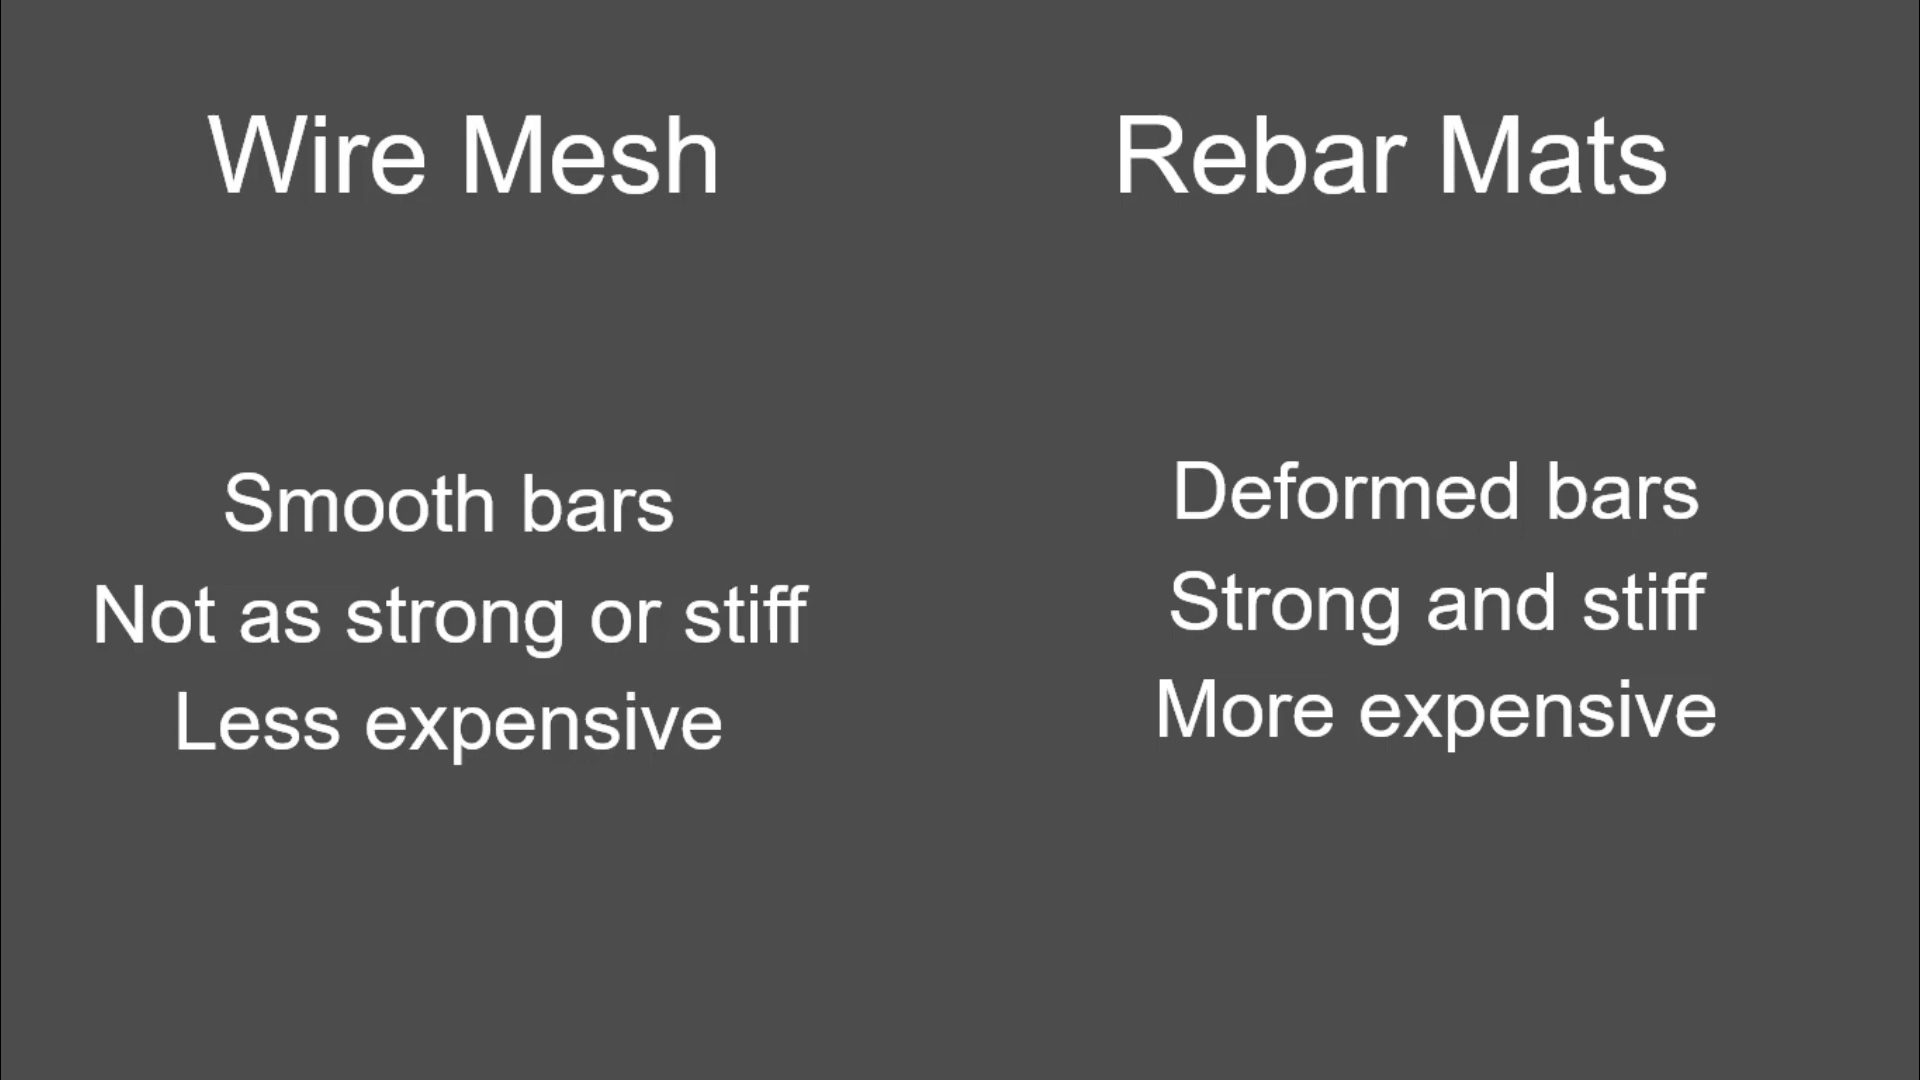 Wire Mesh
Smooth bars
Not as strong or stiff
Less expensive
Rebar Mats
Deformed bars
Strong and stiff
More expensive